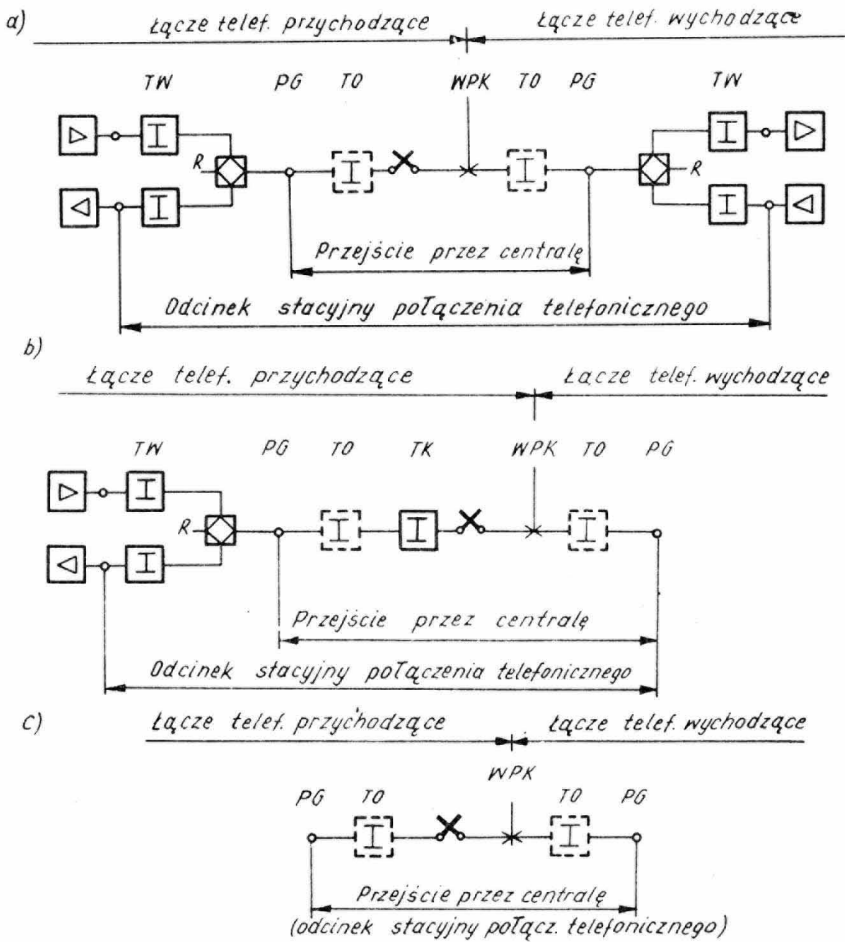 a)
Łącze telef. przychodzące Łącze telef. wychodzące
TW PG TO WPK TO PG TW
R R
Przejście przez centralę
Odcinek stacyjny połączenia telefonicznego
b)
Łącze telef. przychodzące Łącze telef. wychodzące
TW PG TO TK WPK TO PG
R
Przejście przez centralę
Odcinek stacyjny połączenia telefonicznego
c)
Łącze telef. przychodzące Łącze telef. wychodzące
WPK
PG TO TO PG
Przejście przez centralę
(odcinek stacyjny połącz. telefonicznego)